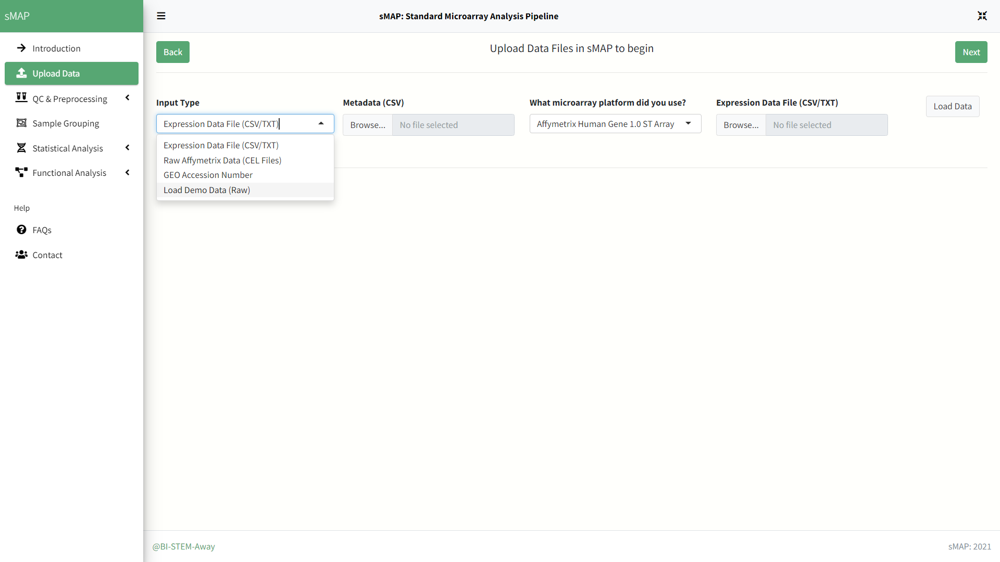 sMAP
sMAP: Standard Microarray Analysis Pipeline
Introduction
Upload Data
QC & Preprocessing
Sample Grouping
Statistical Analysis
Functional Analysis
Help
FAQs
Contact
Back
Upload Data Files in sMAP to begin
Next
Input Type
Expression Data File (CSV/TXT)
Expression Data File (CSV/TXT)
Raw Affymetrix Data (CEL Files)
GEO Accession Number
Load Demo Data (Raw)
Metadata (CSV)
Browse... No file selected
What microarray platform did you use?
Affymetrix Human Gene 1.0 ST Array
Expression Data File (CSV/TXT)
Browse... No file selected
Load Data
@BI-STEM-Away
sMAP: 2021